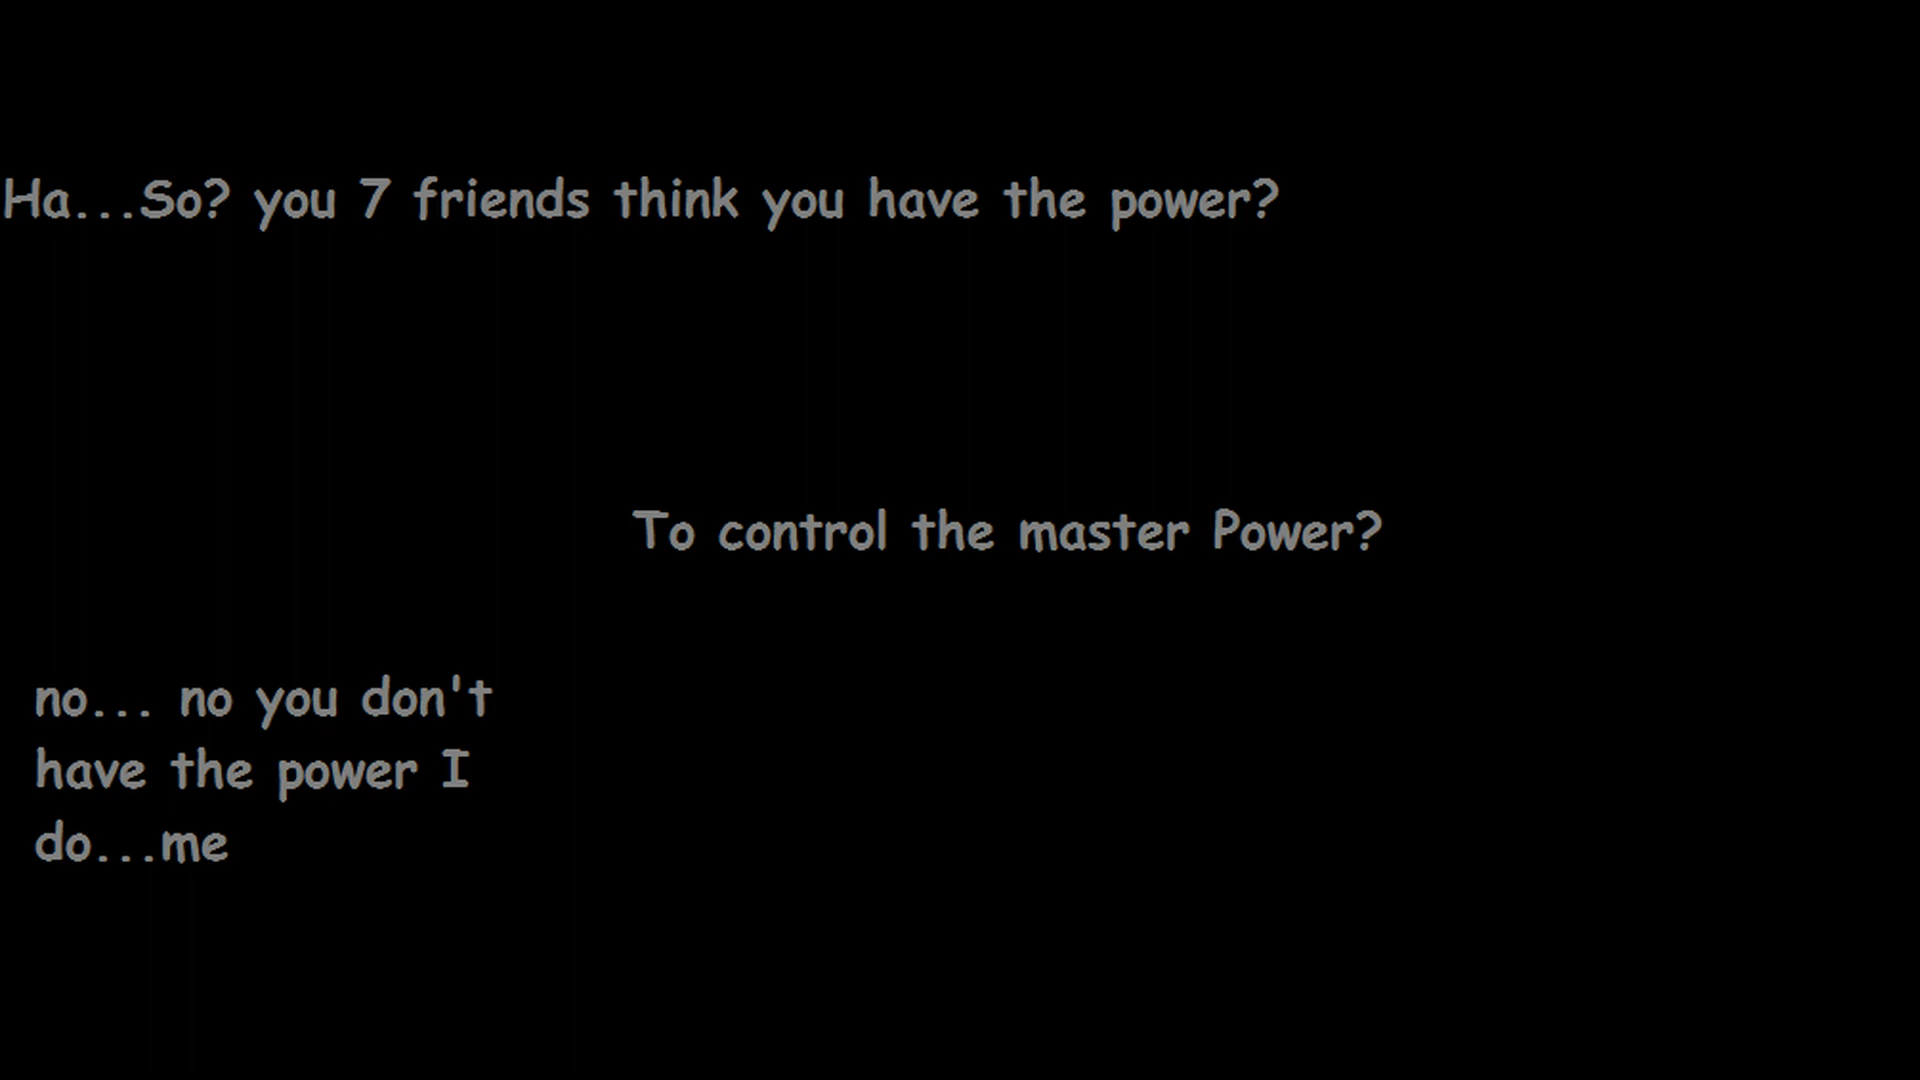 Ha...So? you 7 friends think you have the power?
To control the master Power?
no... no you don't
have the power I
do...me